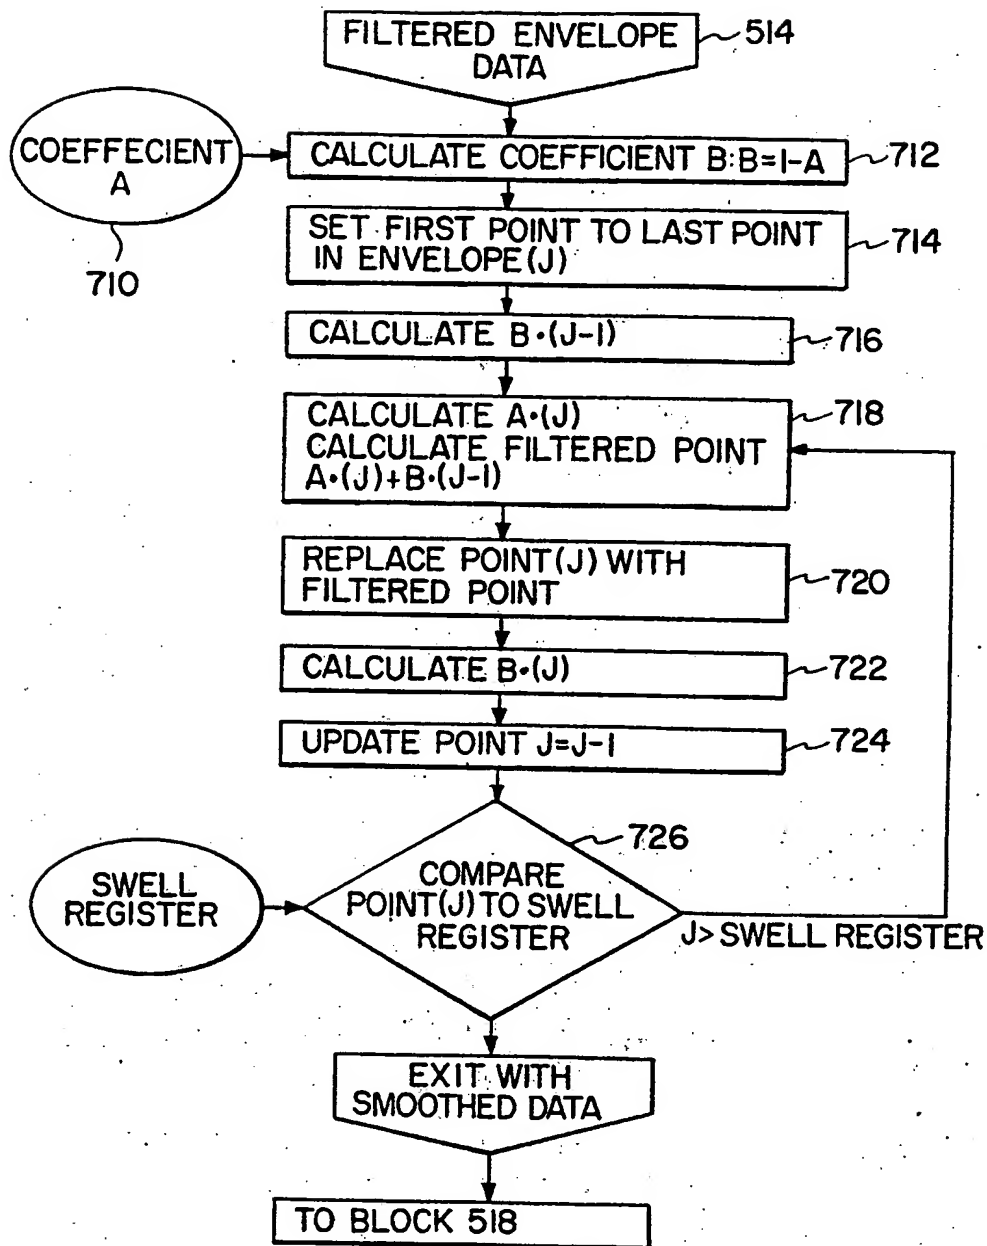 FILTERED ENVELOPE
DATA
514
COEFFECIENT
A
710
CALCULATE COEFFICIENT B:B=1-A
712
SET FIRST POINT TO LAST POINT
IN ENVELOPE(J)
714
CALCULATE B•(J-1)
716
CALCULATE A•(J)
CALCULATE FILTERED POINT
A•(J)+B•(J-1)
718
REPLACE POINT(J) WITH
FILTERED POINT
720
CALCULATE B•(J)
722
UPDATE POINT J=J-1
724
726
SWELL
REGISTER
COMPARE
POINT(J) TO SWELL
REGISTER
J> SWELL REGISTER
EXIT WITH
SMOOTHED DATA
TO BLOCK 518